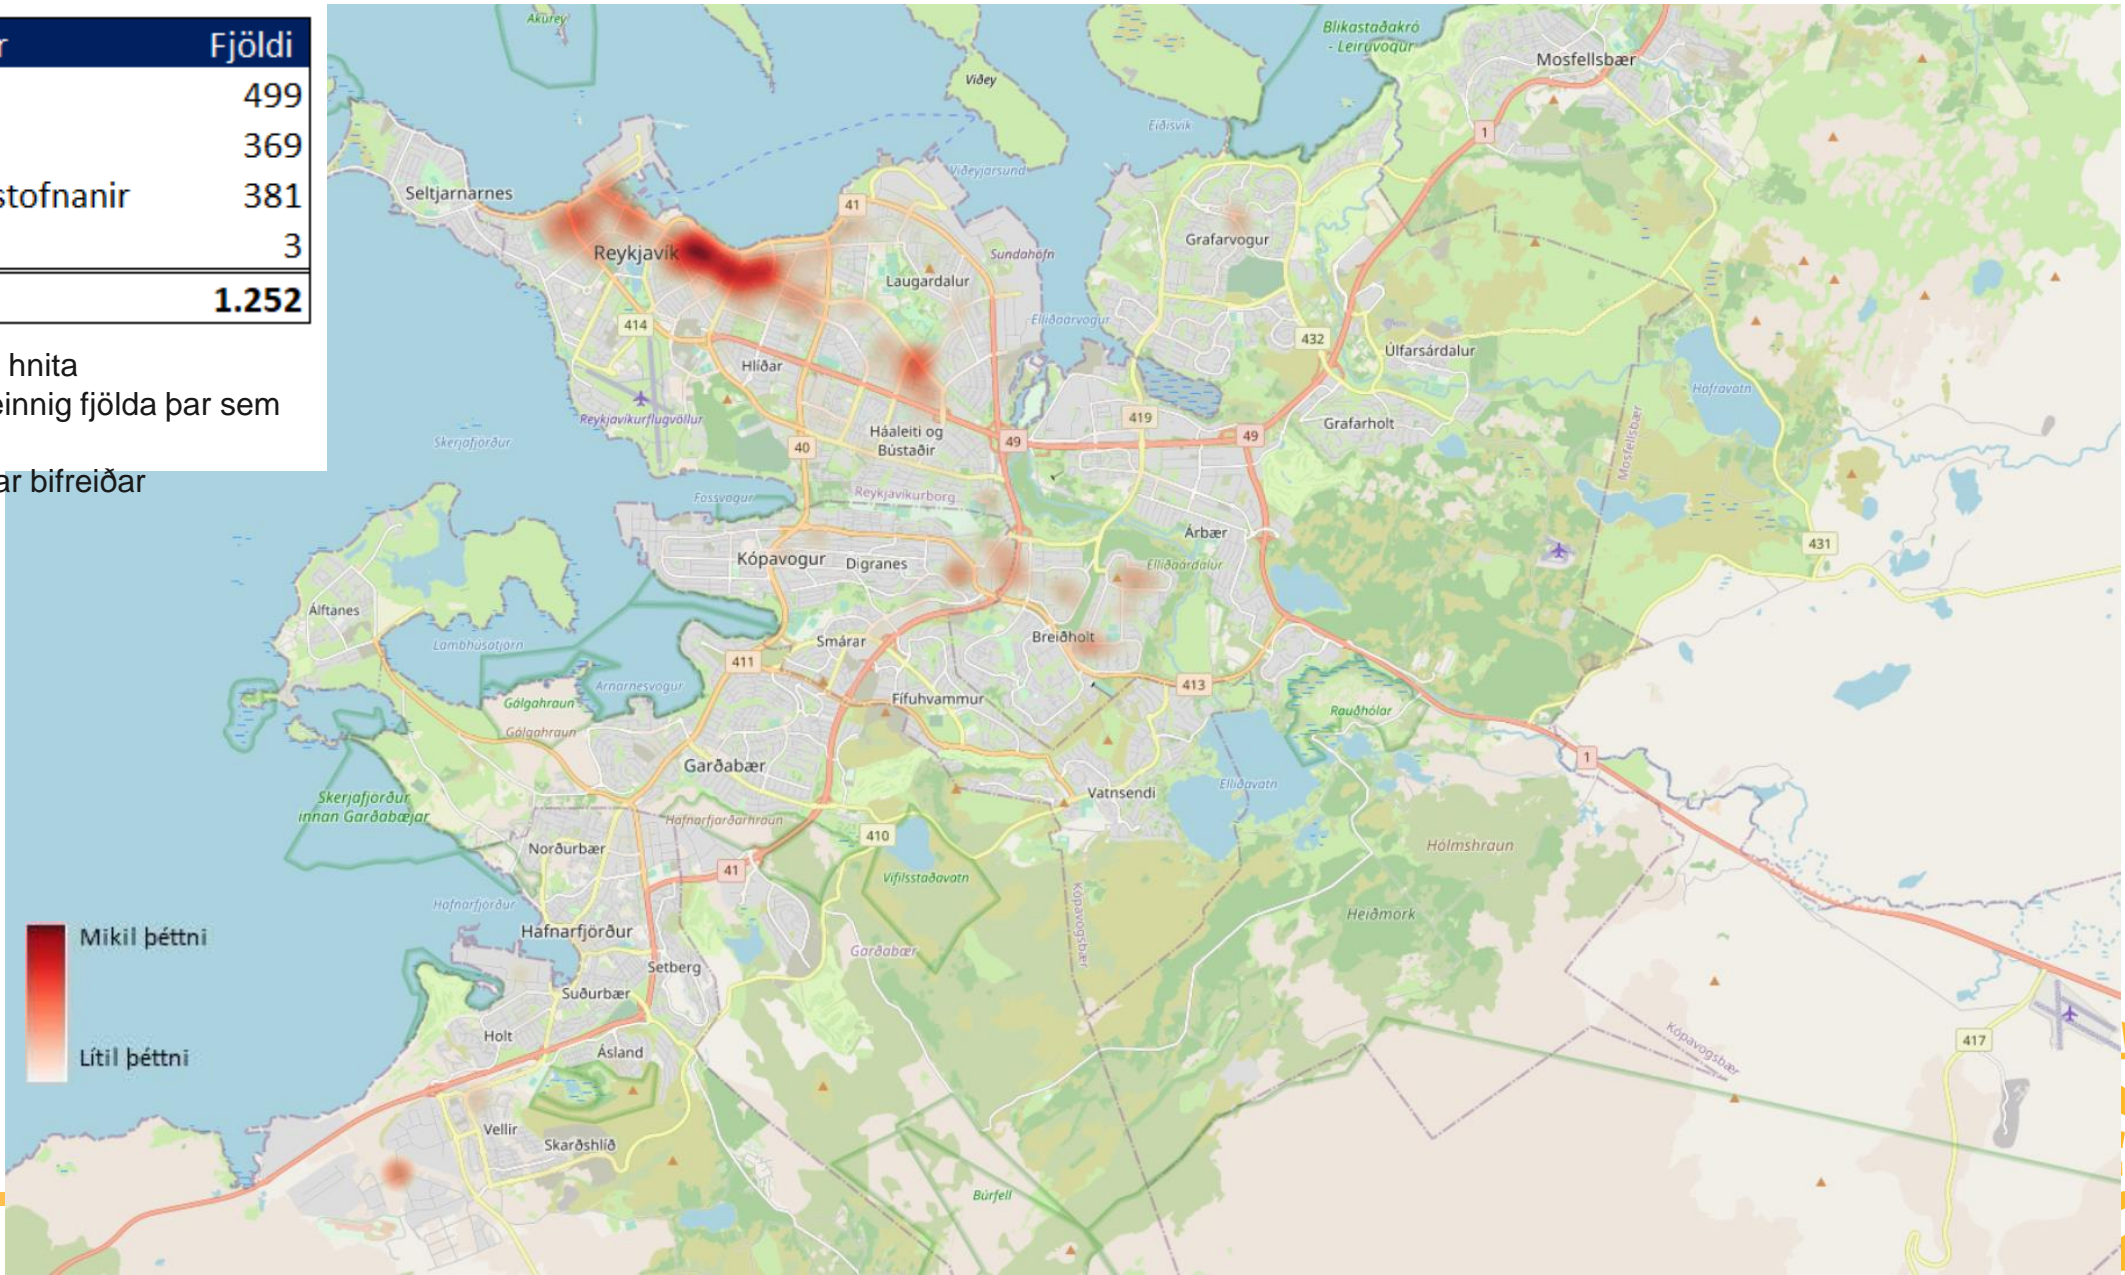 r Fjöldi
499
369
stofnanir 381
3
1.252
hnita
einnig fjölda þar sem
ar bifreiðar
Akurey
Viðey
Blikastaðakró
- Leiruvogur
Mosfellsbær
Eiðisvík
1
Viðeyjarsund
Seltjarnarnes
41
Reykjavík
Grafarvogur
Sundahöfn
Laugardalur
Elliðaárvogur
414
432
Úlfarsárdalur
Hlíðar
Hafravatn
Reykjavíkurflugvöllur
419
Grafarholt
Háaleiti og
Bústaðir
Skerjafjörður
40
49
49
Mosfellsbær
Fossvogur
Reykjavíkurborg
Árbær
431
Kópavogur
Digranes
Elliðaárdalur
Álftanes
Lambhúsatjörn
Smárar
Breiðholt
411
Arnarnesvogur
413
Gálgahraun
Fífuhvammur
Rauðhólar
Gálgahraun
Garðabær
1
Skerjafjörður
innan Garðabæjar
Vatnsendi
Elliðavatn
Hafnarfjarðarhraun
410
Norðurbær
Hólmshraun
41
Vífilsstaðavatn
Hafnarfjörður
Kópavogsbær
Heiðmörk
Mikil þéttni
Hafnarfjörður
Garðabær
Setberg
Suðurbær
Holt
Kópavogsbær
417
Lítil þéttni
Ásland
Vellir
Skarðshlíð
Búrfell